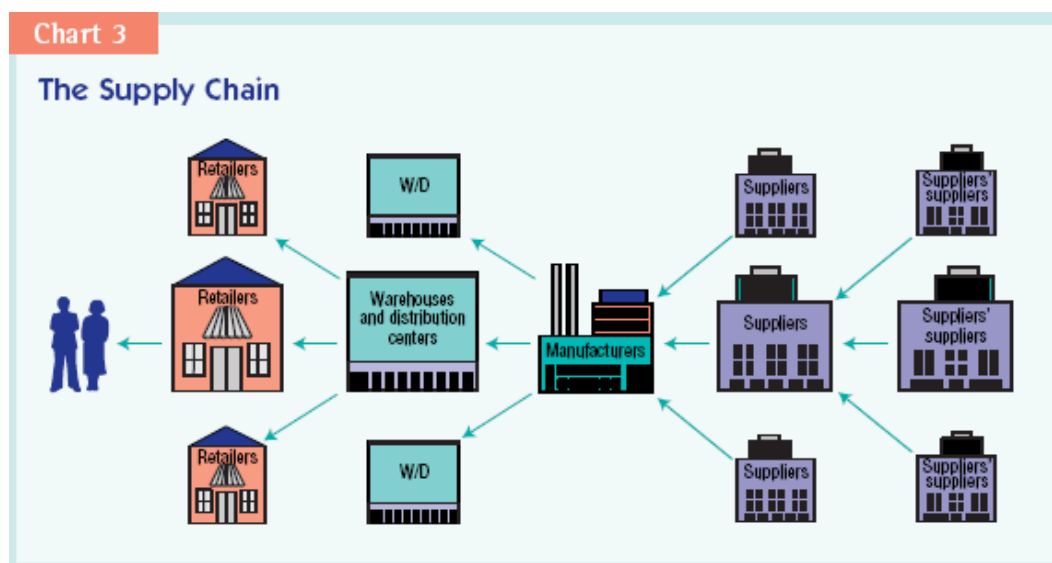 Chart 3
The Supply Chain
Retailers
W/D
Suppliers
Suppliers'
suppliers
Retailers
Warehouses
and distribution
centers
Manufacturers
Suppliers
Suppliers'
suppliers
Retailers
W/D
Suppliers
Suppliers'
suppliers